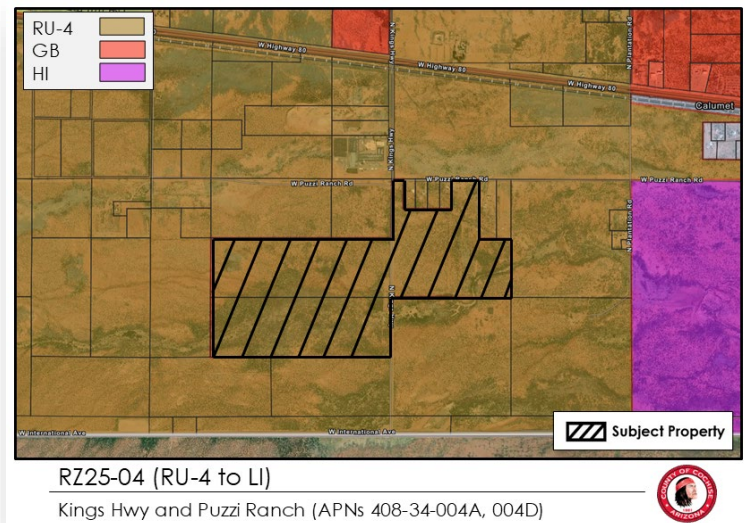 RU-4
GB
HI
W Highway 80
N Kings Hwy
W Highway 80
W Highway 80
N Plantation Rd
Calumet
N Kings Hwy
W Puzzi Ranch Rd
W Puzzi Ranch Rd
W Puzzi Ranch Rd
N Plantation Rd
W International Ave
W International Ave
Subject Property
RZ25-04 (RU-4 to LI)
Kings Hwy and Puzzi Ranch (APNs 408-34-004A, 004D)
COUNTY OF COCHISE
ARIZONA